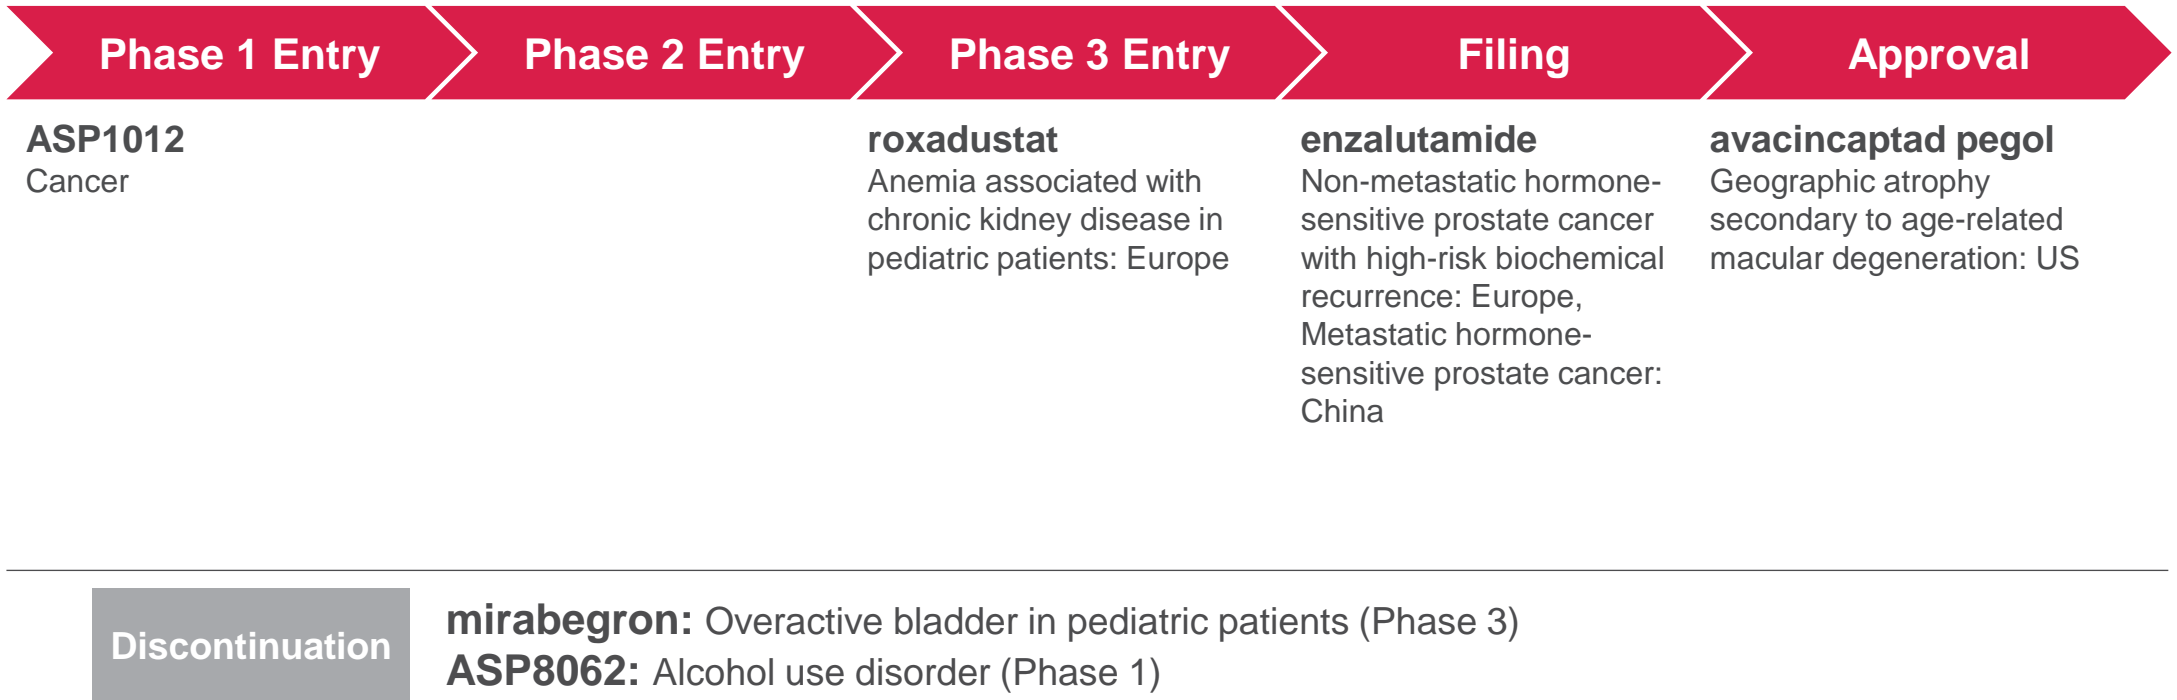 Phase 1 Entry
Phase 2 Entry
Phase 3 Entry
Filing
Approval
ASP1012
Cancer
roxadustat
Anemia associated with
chronic kidney disease in
pediatric patients: Europe
enzalutamide
Non-metastatic hormone-
sensitive prostate cancer
with high-risk biochemical
recurrence: Europe,
Metastatic hormone-
sensitive prostate cancer:
China
avacincaptad pegol
Geographic atrophy
secondary to age-related
macular degeneration: US
Discontinuation
mirabegron: Overactive bladder in pediatric patients (Phase 3)
ASP8062: Alcohol use disorder (Phase 1)